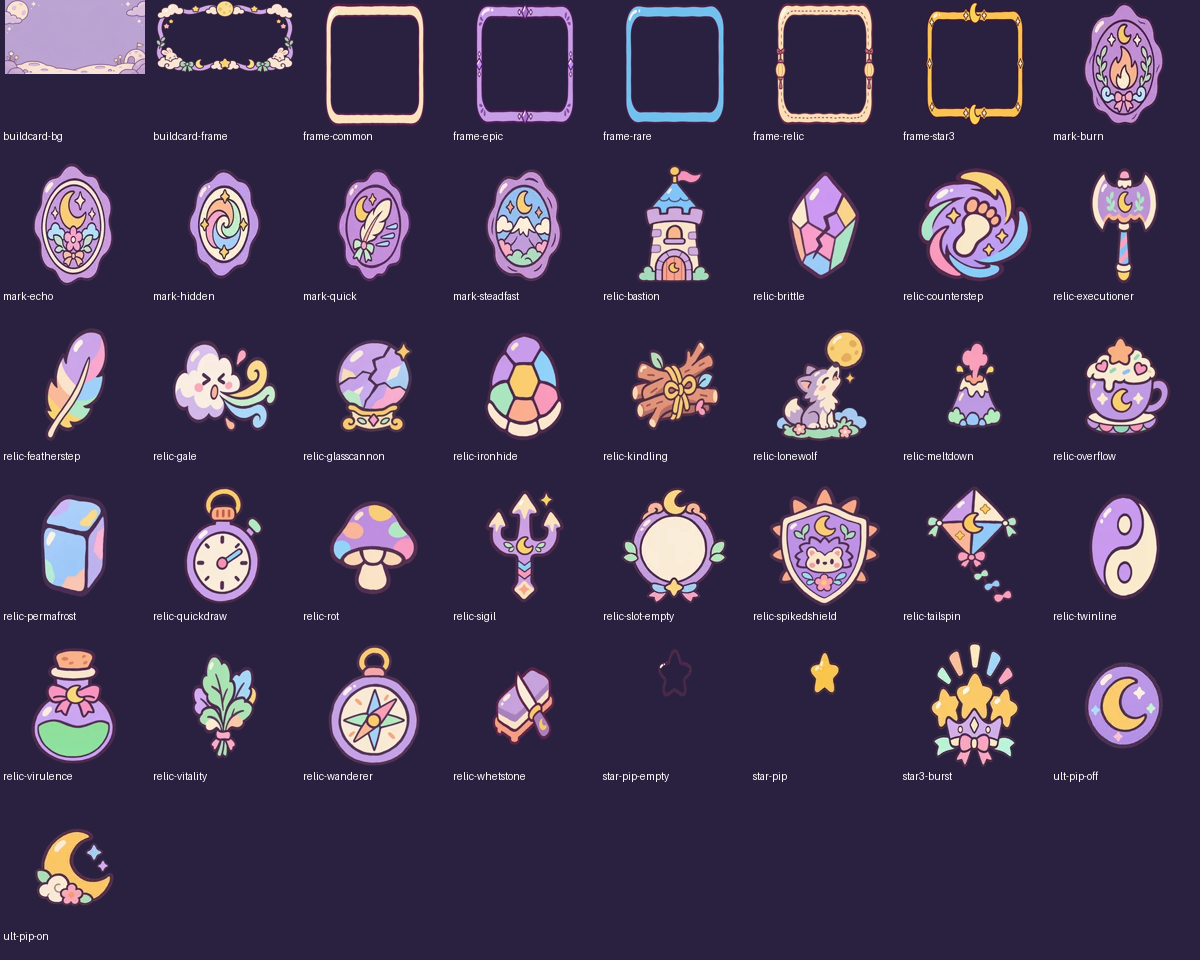 buildcard-bg
buildcard-frame
frame-common
frame-epic
frame-rare
frame-relic
frame-star3
mark-burn
mark-echo
mark-hidden
mark-quick
mark-steadfast
relic-bastion
relic-brittle
relic-counterstep
relic-executioner
relic-featherstep
relic-gale
relic-glasscannon
relic-ironhide
relic-kindling
relic-lonewolf
relic-meltdown
relic-overflow
relic-permafrost
relic-quickdraw
relic-rot
relic-sigil
relic-slot-empty
relic-spikedshield
relic-tailspin
relic-twinline
relic-virulence
relic-vitality
relic-wanderer
relic-whetstone
star-pip-empty
star-pip
star3-burst
ult-pip-off
ult-pip-on